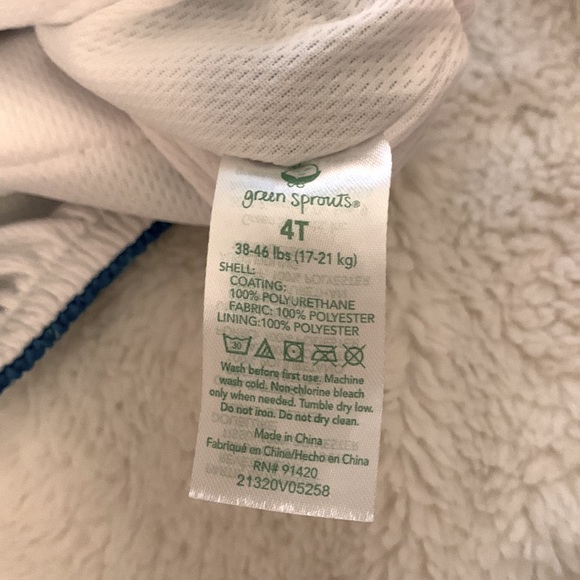 green sprouts®
4T
38-46 lbs (17-21 kg)
SHELL:
COATING:
100% POLYURETHANE
FABRIC: 100% POLYESTER
LINING:100% POLYESTER
30
Wash before first use. Machine
wash cold. Non-chlorine bleach
only when needed. Tumble dry low.
Do not iron. Do not dry clean.
Made in China
Fabriqué en Chine/Hecho en China
RN# 91420
21320V05258